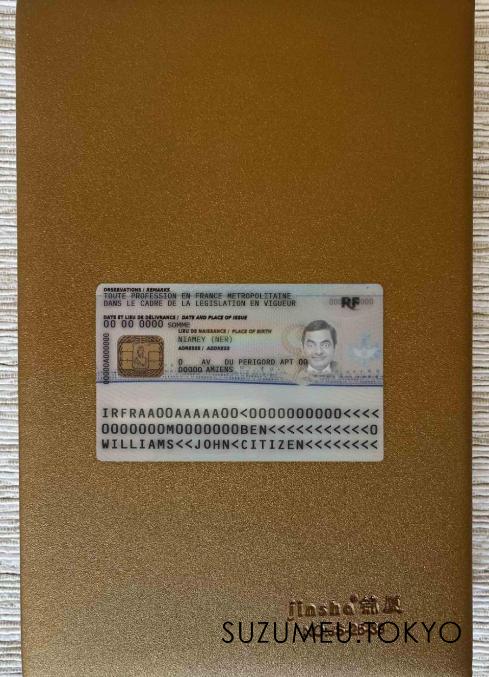 OBSERVATIONS / REMARKS
TOUTE PROFESSION EN FRANCE METROPOLITAINE
DANS LE CADRE DE LA LEGISLATION EN VIGUEUR
RF
DATE ET LIEU DE DÉLIVRANCE / DATE AND PLACE OF ISSUE
00 00 0000 SOMME
LIEU DE NAISSANCE / PLACE OF BIRTH
NIAMEY (NER)
ADRESSE / ADDRESS
0 AV DU PERIGORD APT 00
00000 AMIENS
IRFRAA00AAAAA00<0000000000<<<<
0000000M0000000BEN<<<<<<<<<<<0
WILLIAMS<<JOHN<CITIZEN<<<<<<<<
jinsha®
SUZUMEU.TOKYO